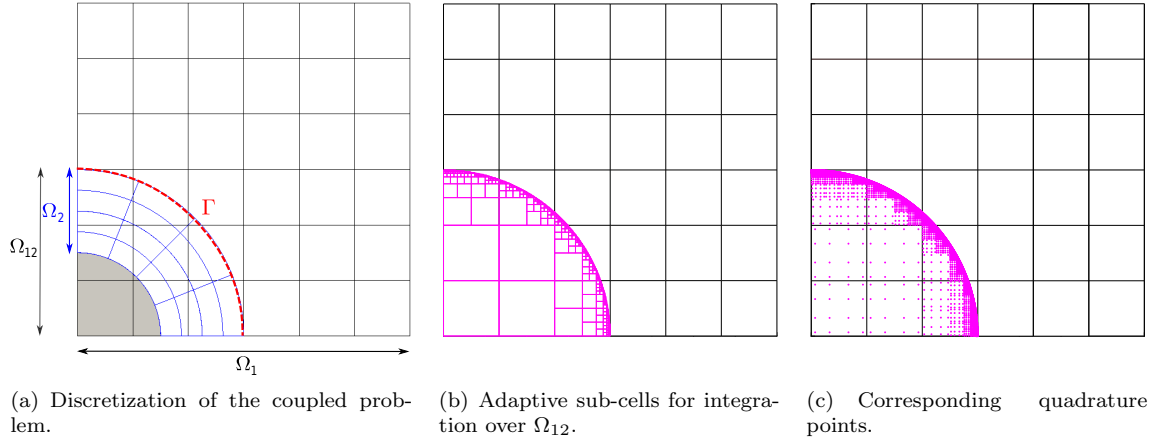 Ω₂
Γ
Ω₁₂
Ω₁
(a) Discretization of the coupled prob-
lem.
(b) Adaptive sub-cells for integra-
tion over Ω₁₂.
(c) Corresponding quadrature
points.